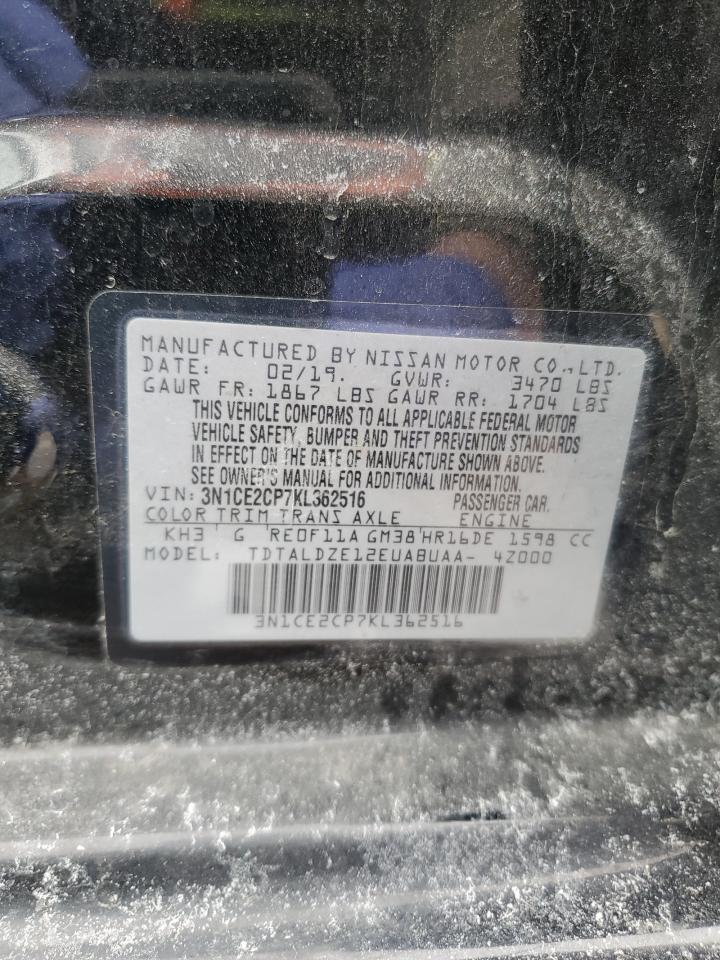 MANUFACTURED BY NISSAN MOTOR CO., LTD.
DATE: 02/19. GVWR: 3470 LBS
GAWR FR: 1867 LBS GAWR RR: 1704 LBS
THIS VEHICLE CONFORMS TO ALL APPLICABLE FEDERAL MOTOR
VEHICLE SAFETY, BUMPER AND THEFT PREVENTION STANDARDS
IN EFFECT ON THE DATE OF MANUFACTURE SHOWN ABOVE.
SEE OWNER'S MANUAL FOR ADDITIONAL INFORMATION.
VIN: 3N1CE2CP7KL362516 PASSENGER CAR.
COLOR TRIM TRANS AXLE ENGINE
KH3 G RE0F11A GM38 HR16DE 1598 CC
MODEL: TDTALDZE12EUABUAA- 4Z000
3N1CE2CP7KL362516